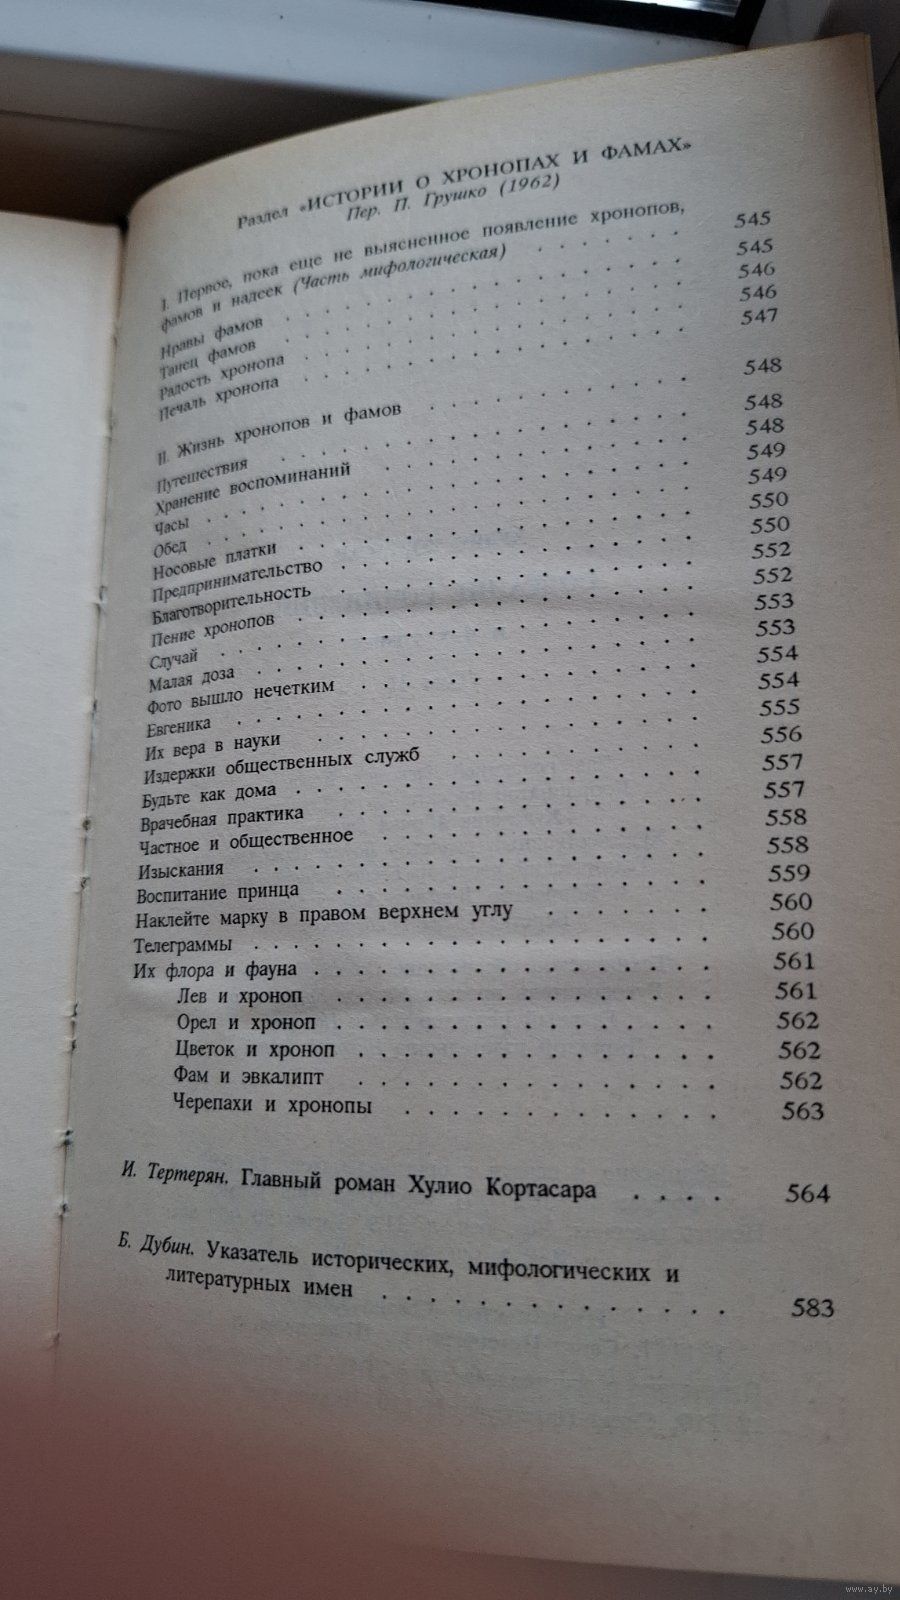 Раздел «ИСТОРИИ О ХРОНОПАХ И ФАМАХ»
Пер. П. Грушко (1962)
I. Первое, пока еще не выясненное появление хронопов,
фамов и надеек (Часть мифологическая) . . . . . . . 545
Нравы фамов . . . . . . . . . . . . . . . 545
Танец фамов . . . . . . . . . . . . . . . 546
Радость хронопа . . . . . . . . . . . . . . 546
Печаль хронопа . . . . . . . . . . . . . . 547
II. Жизнь хронопов и фамов . . . . . . . . . . 548
Путешествия . . . . . . . . . . . . . . . 548
Хранение воспоминаний . . . . . . . . . . . 548
Часы . . . . . . . . . . . . . . . . . . 549
Обед . . . . . . . . . . . . . . . . . . 549
Носовые платки . . . . . . . . . . . . . . 550
Предпринимательство . . . . . . . . . . . . 550
Благотворительность . . . . . . . . . . . . 552
Пение хронопов . . . . . . . . . . . . . . 552
Случай . . . . . . . . . . . . . . . . . 553
Малая доза . . . . . . . . . . . . . . . . 553
Фото вышло нечетким . . . . . . . . . . . . 554
Евгеника . . . . . . . . . . . . . . . . . 554
Их вера в науки . . . . . . . . . . . . . . 555
Издержки общественных служб . . . . . . . . . 556
Будьте как дома . . . . . . . . . . . . . . 557
Врачебная практика . . . . . . . . . . . . . 557
Частное и общественное . . . . . . . . . . . 558
Изыскания . . . . . . . . . . . . . . . . 558
Воспитание принца . . . . . . . . . . . . . 559
Наклейте марку в правом верхнем углу . . . . . . 560
Телеграммы . . . . . . . . . . . . . . . . 560
Их флора и фауна . . . . . . . . . . . . . . 561
Лев и хроноп . . . . . . . . . . . . . 561
Орел и хроноп . . . . . . . . . . . . . 562
Цветок и хроноп . . . . . . . . . . . . 562
Фам и эвкалипт . . . . . . . . . . . . 562
Черепахи и хронопы . . . . . . . . . . 563
И. Тертерян. Главный роман Хулио Кортасара . . . . 564
Б. Дубин. Указатель исторических, мифологических и
литературных имен . . . . . . . . . . . . . . 583
www.ay.by